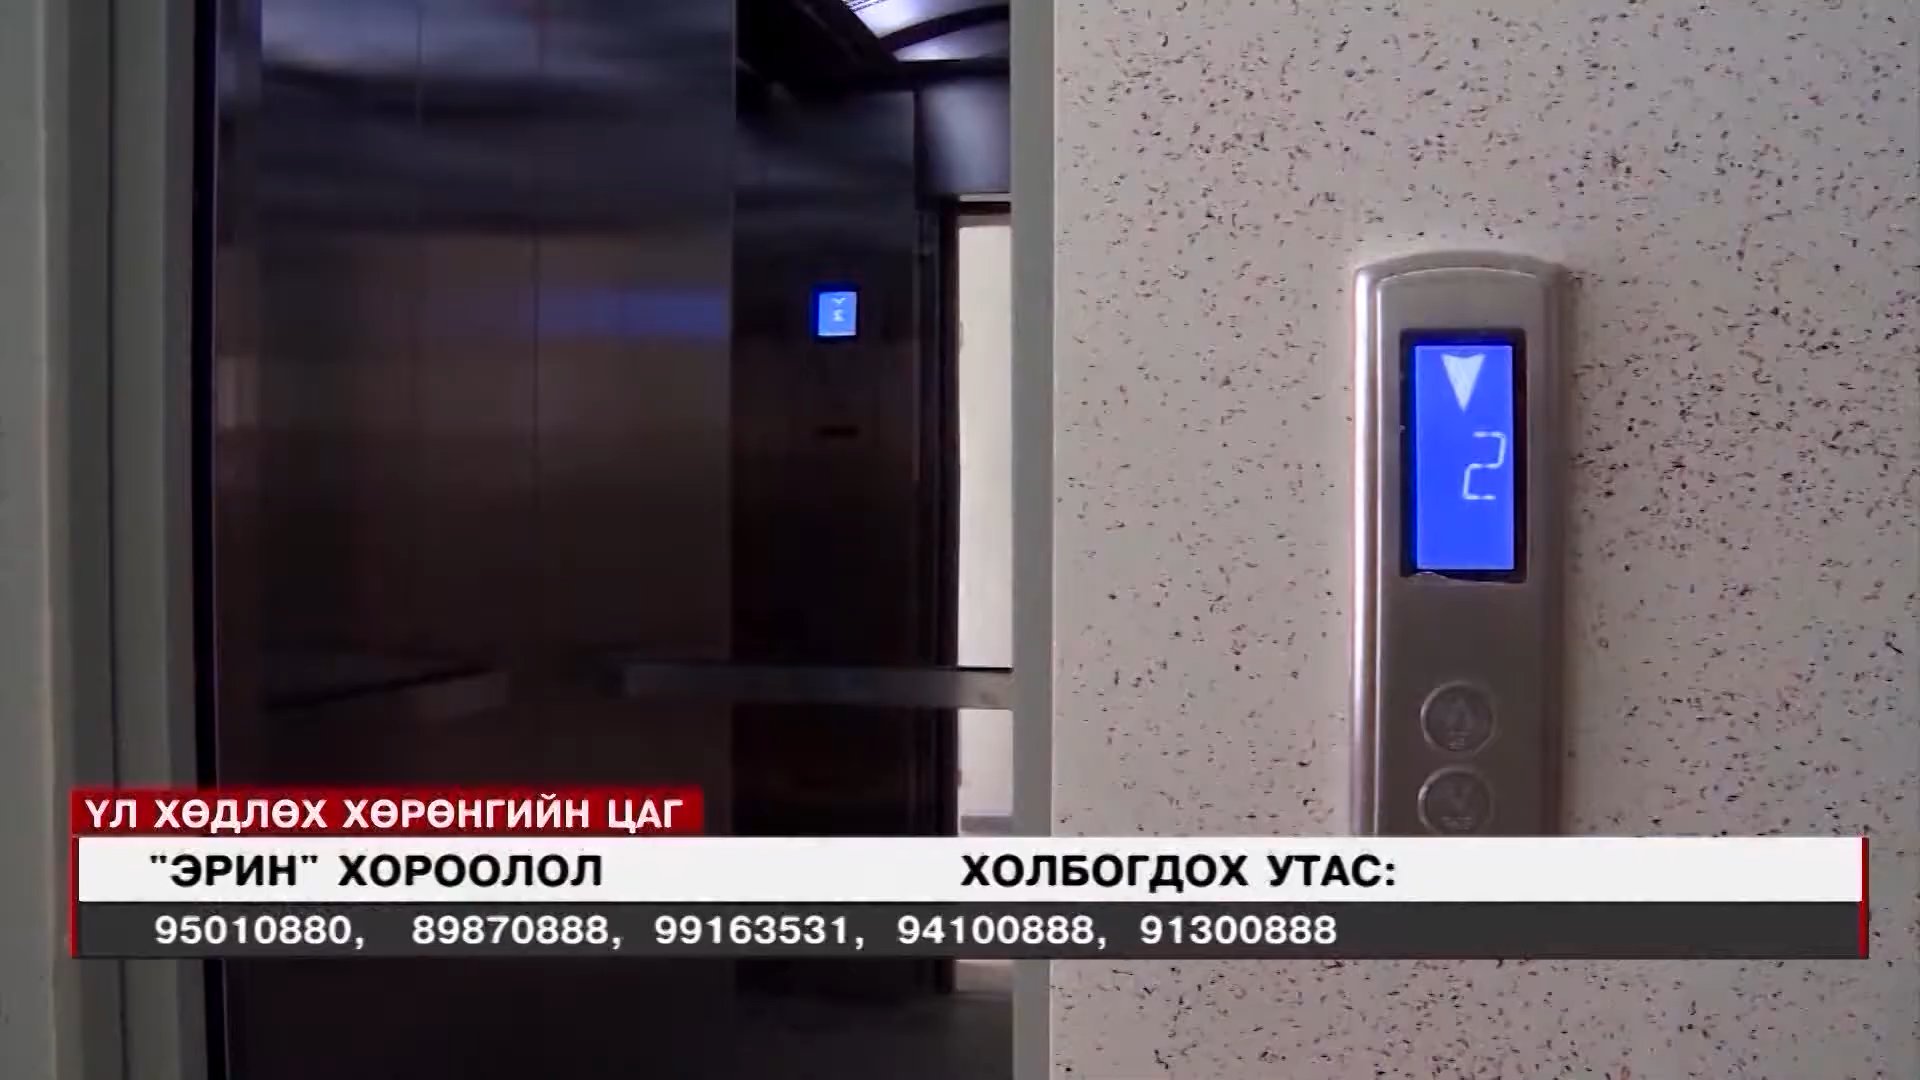 2
ҮЛ ХӨДЛӨХ ХӨРӨНГИЙН ЦАГ
"ЭРИН" ХОРООЛОЛ ХОЛБОГДОХ УТАС:
95010880, 89870888, 99163531, 94100888, 91300888